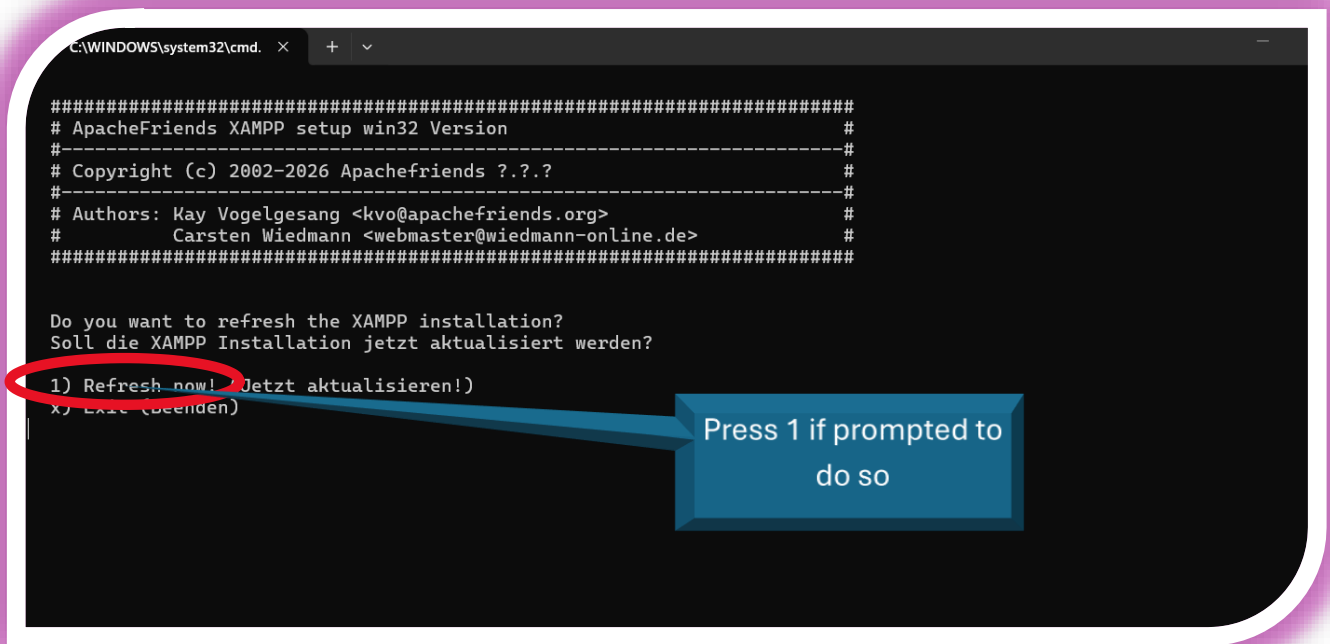 C:\WINDOWS\system32\cmd.
######################################################################## 
# ApacheFriends XAMPP setup win32 Version #
#----------------------------------------------------------------------#
# Copyright (c) 2002-2026 Apachefriends ?.?.? #
#----------------------------------------------------------------------#
# Authors: Kay Vogelgesang <kvo@apachefriends.org> #
# Carsten Wiedmann <webmaster@wiedmann-online.de> #
########################################################################
Do you want to refresh the XAMPP installation?
Soll die XAMPP Installation jetzt aktualisiert werden?
1) Refresh now! (Jetzt aktualisieren!)
x) Exit (Beenden)
Press 1 if prompted to
do so